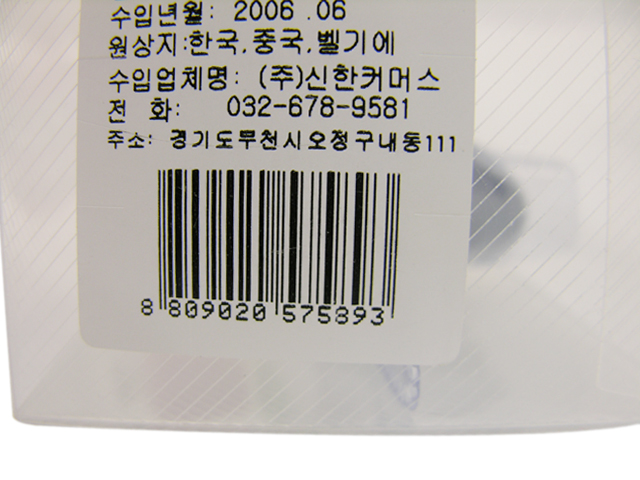 수입년월: 2006 .06
원상지:한국,중국,벨기에
수입업체명: (주)신한커머스
전 화: 032-678-9581
주소: 경기도부천시오정구내동111
8 809020 575893